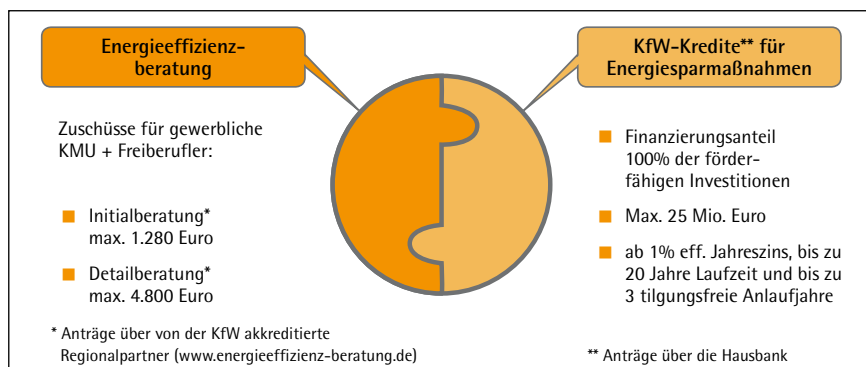 Energieeffizienz-
beratung
Zuschüsse für gewerbliche
KMU + Freiberufler:
Initialberatung*
max. 1.280 Euro
Detailberatung*
max. 4.800 Euro
* Anträge über von der KfW akkreditierte
Regionalpartner (www.energieeffizienz-beratung.de)
KfW-Kredite** für
Energiesparmaßnahmen
Finanzierungsanteil
100% der förder-
fähigen Investitionen
Max. 25 Mio. Euro
ab 1% eff. Jahreszins, bis zu
20 Jahre Laufzeit und bis zu
3 tilgungsfreie Anlaufjahre
** Anträge über die Hausbank